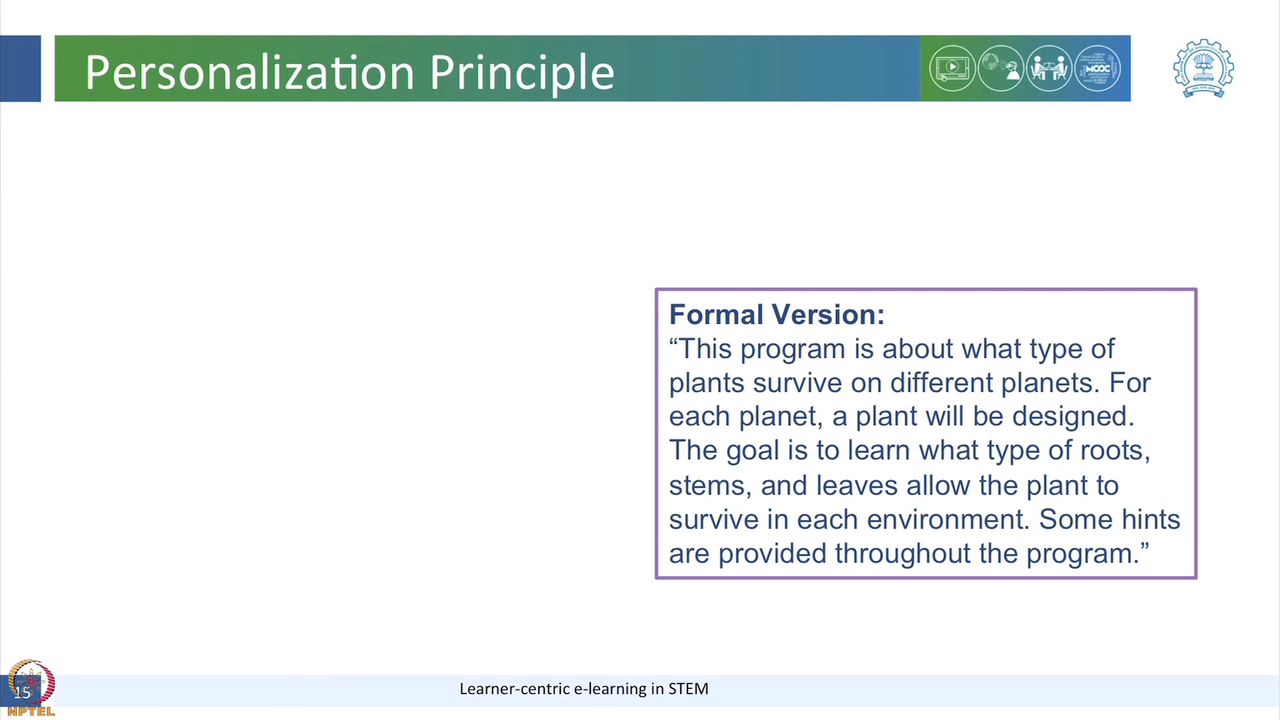 Personalization Principle
MOOC
Formal Version:
“This program is about what type of
plants survive on different planets. For
each planet, a plant will be designed.
The goal is to learn what type of roots,
stems, and leaves allow the plant to
survive in each environment. Some hints
are provided throughout the program.”
15
NPTEL
Learner-centric e-learning in STEM